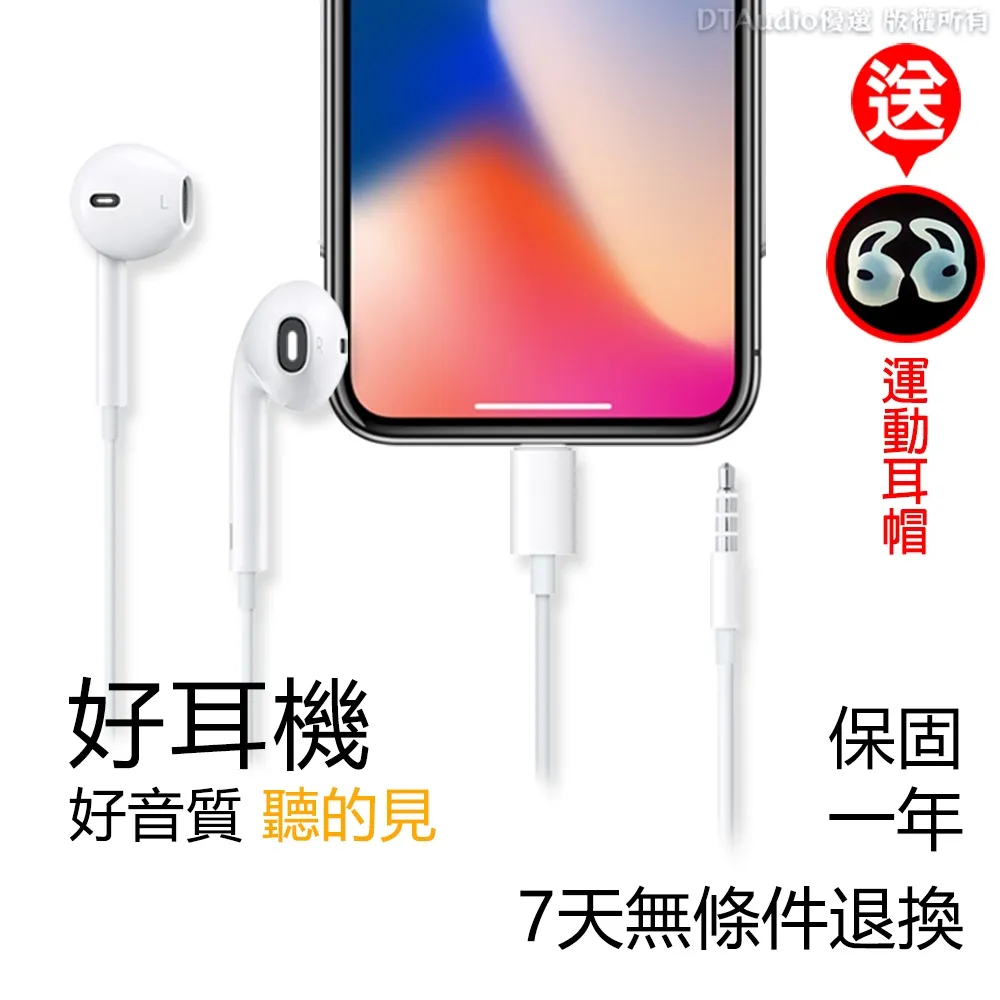 DTAudio優選 版權所有
送
運動耳帽
L
R
好耳機
好音質 聽的見
保固
一年
7天無條件退換